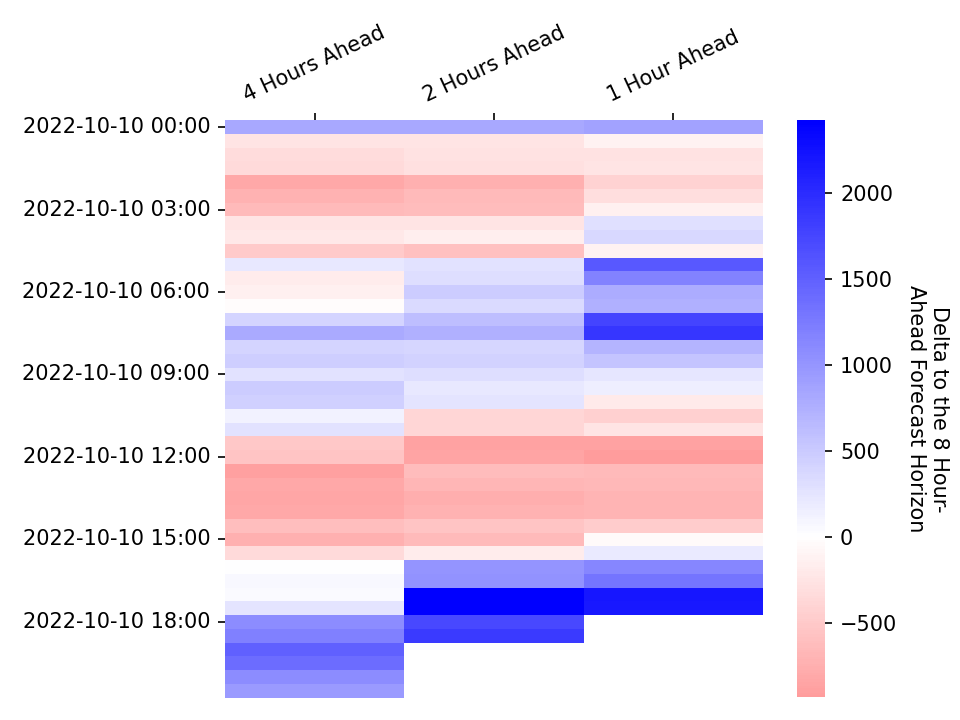 4 Hours Ahead
2 Hours Ahead
1 Hour Ahead
2022-10-10 00:00
2022-10-10 03:00
2022-10-10 06:00
2022-10-10 09:00
2022-10-10 12:00
2022-10-10 15:00
2022-10-10 18:00
2000
1500
1000
500
0
−500
Delta to the 8 Hour-
Ahead Forecast Horizon